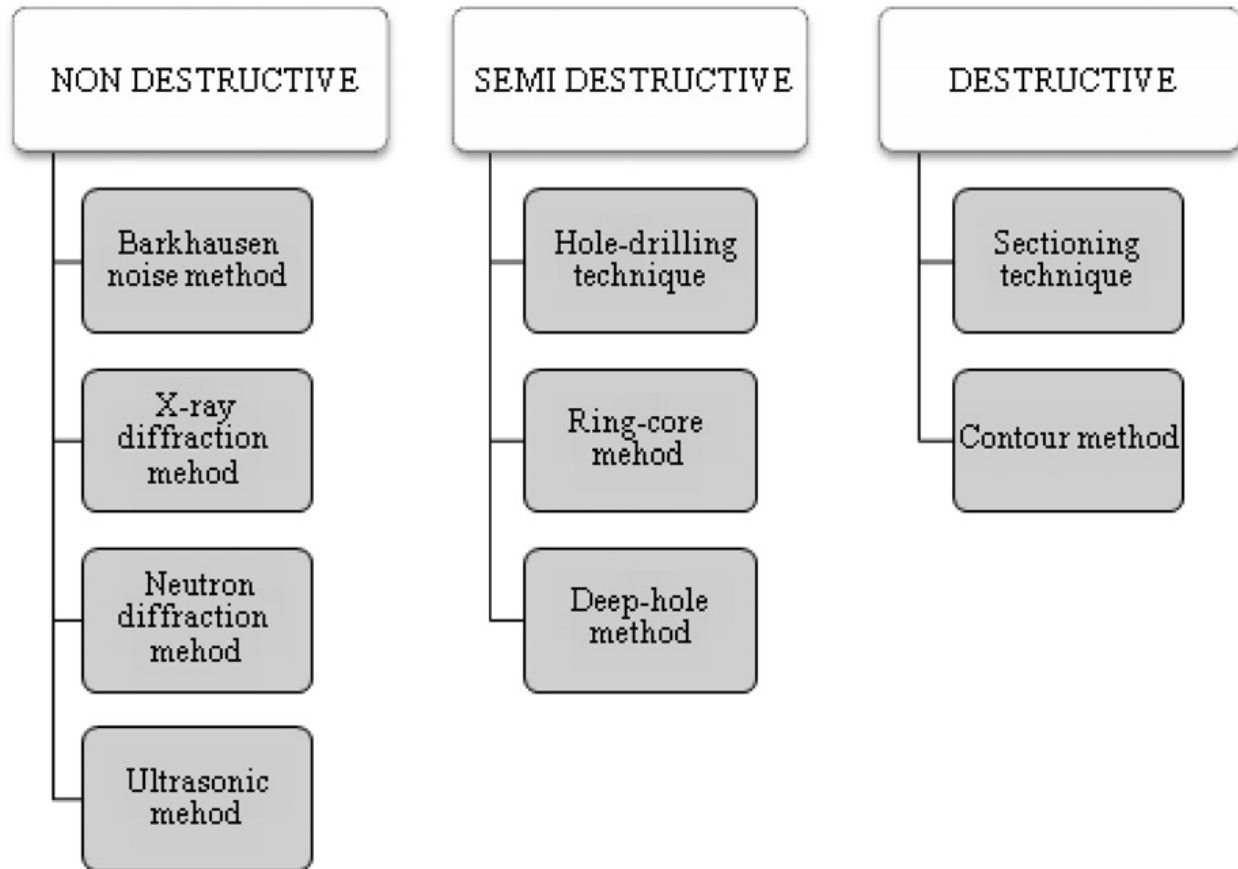 NON DESTRUCTIVE
Barkhausen
noise method
X-ray
diffraction
mehod
Neutron
diffraction
mehod
Ultrasonic
mehod
SEMI DESTRUCTIVE
Hole-drilling
technique
Ring-core
mehod
Deep-hole
method
DESTRUCTIVE
Sectioning
technique
Contour method